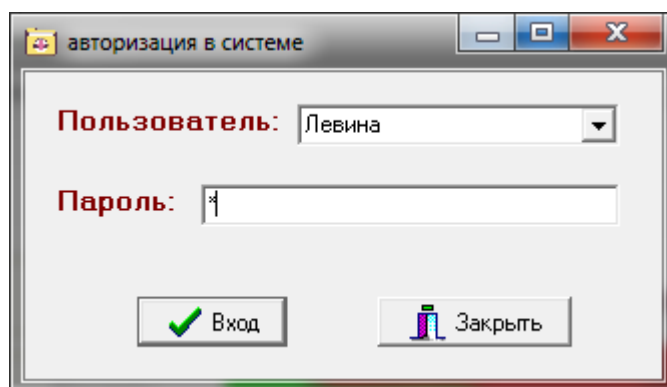 авторизация в системе
Пользователь: Левина
Пароль: *
Вход Закрыть